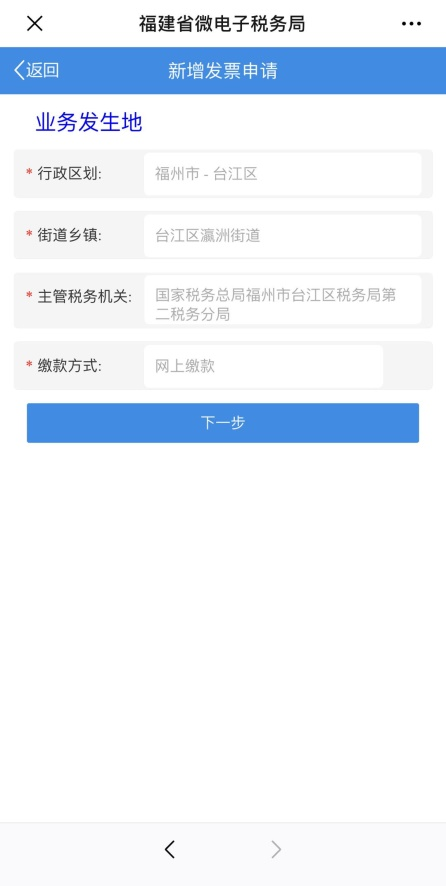 福建省微电子税务局
返回
新增发票申请
业务发生地
* 行政区划: 福州市 - 台江区
* 街道乡镇: 台江区瀛洲街道
* 主管税务机关: 国家税务总局福州市台江区税务局第
二税务分局
* 缴款方式: 网上缴款
下一步